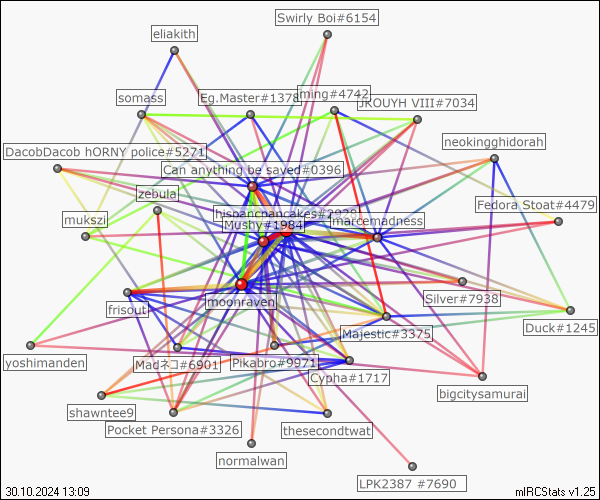 Swirly Boi#6154
eliakith
somass
Eg.Master#1378
ming#4742
JKOUYH VIII#7034
neokingghidorah
DacobDacob hORNY police#5271
Can anything be saved#0396
zebula
Fedora Stoat#4479
mukszi
hispanchancakes#2928
marcemadness
Mushy#1984
frisout
moonraven
Silver#7938
Duck#1245
Majestic#3375
yoshimanden
Madネコ#6901
Pikabro#9971
Cypha#1717
bigcitysamurai
shawntee9
Pocket Persona#3326
thesecondtwat
normalwan
LPK2387 #7690
30.10.2024 13:09
mIRCStats v1.25